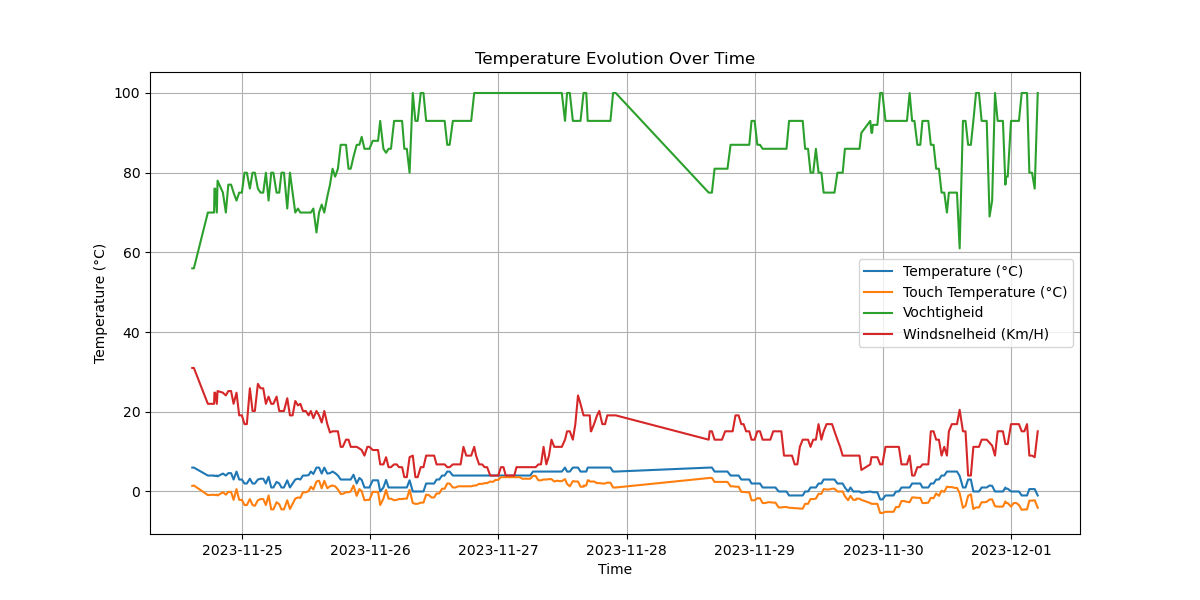 Temperature Evolution Over Time
100
80
60
40
20
0
Temperature (°C)
Temperature (°C)
Touch Temperature (°C)
Vochtigheid
Windsnelheid (Km/H)
2023-11-25 2023-11-26 2023-11-27 2023-11-28 2023-11-29 2023-11-30 2023-12-01
Time